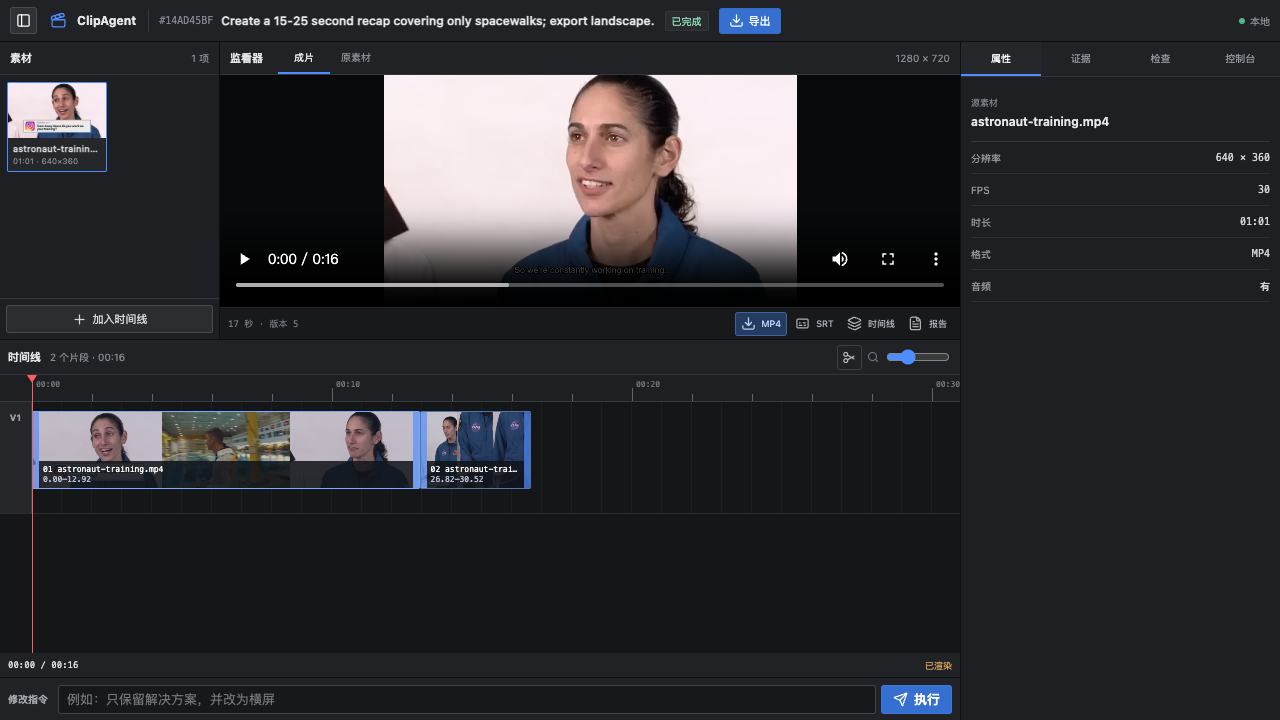 ClipAgent
#14AD45BF
Create a 15-25 second recap covering only spacewalks; export landscape.
已完成
导出
本地
素材
1 项
astronaut-trainin...
01:01 · 640×360
加入时间线
监看器
成片
原素材
1280 × 720
0:00 / 0:16
So we're constantly working on training.
17 秒 · 版本 5
MP4
SRT
时间线
报告
属性
证据
检查
控制台
源素材
astronaut-training.mp4
分辨率
640 × 360
FPS
30
时长
01:01
格式
MP4
音频
有
时间线
2 个片段 · 00:16
00:00
00:10
00:20
00:30
V1
01 astronaut-training.mp4
0.00–12.92
02 astronaut-trai...
26.82–30.52
00:00 / 00:16
已渲染
修改指令
例如：只保留解决方案，并改为横屏
执行